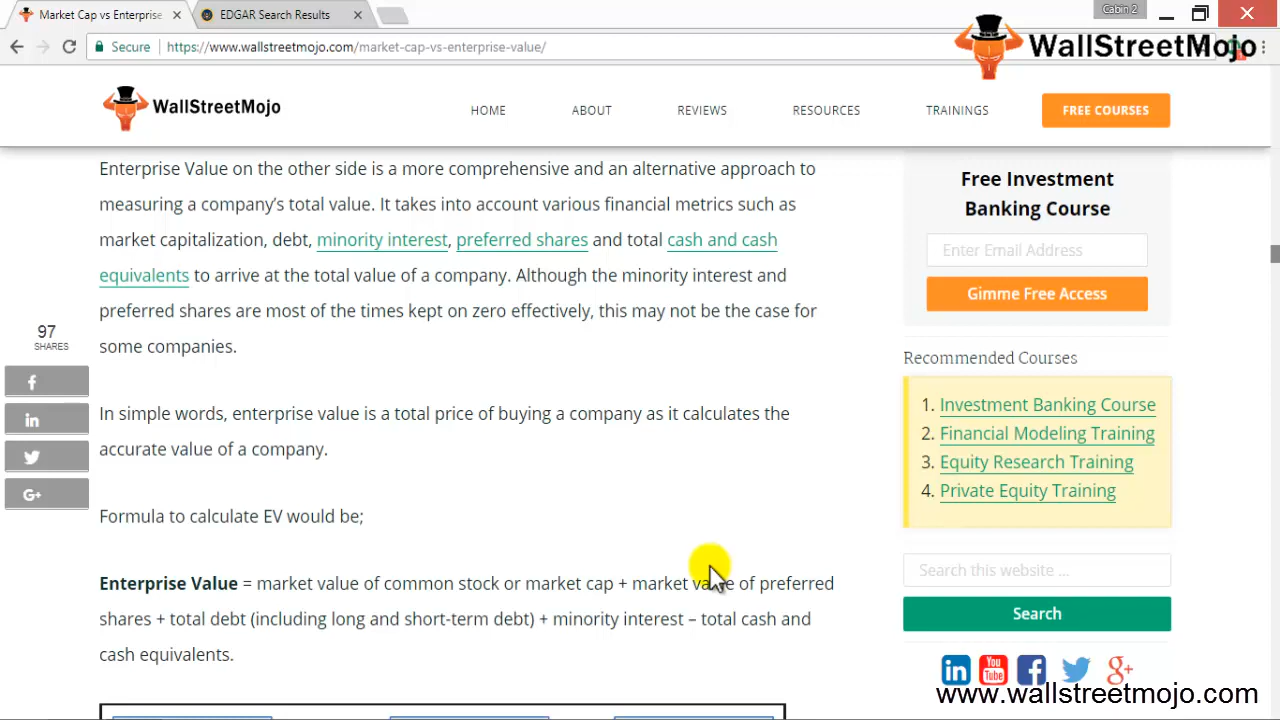 Market Cap vs Enterprise
EDGAR Search Results
Cabin 2
Secure
https://www.wallstreetmojo.com/market-cap-vs-enterprise-value/
WallStreetMojo
WallStreetMojo
HOME
ABOUT
REVIEWS
RESOURCES
TRAININGS
FREE COURSES
Enterprise Value on the other side is a more comprehensive and an alternative approach to
measuring a company's total value. It takes into account various financial metrics such as
market capitalization, debt, minority interest, preferred shares and total cash and cash
equivalents to arrive at the total value of a company. Although the minority interest and
preferred shares are most of the times kept on zero effectively, this may not be the case for
some companies.
In simple words, enterprise value is a total price of buying a company as it calculates the
accurate value of a company.
Formula to calculate EV would be;
Enterprise Value = market value of common stock or market cap + market value of preferred
shares + total debt (including long and short-term debt) + minority interest – total cash and
cash equivalents.
97
SHARES
Free Investment
Banking Course
Enter Email Address
Gimme Free Access
Recommended Courses
1. Investment Banking Course
2. Financial Modeling Training
3. Equity Research Training
4. Private Equity Training
Search this website ...
Search
www.wallstreetmojo.com